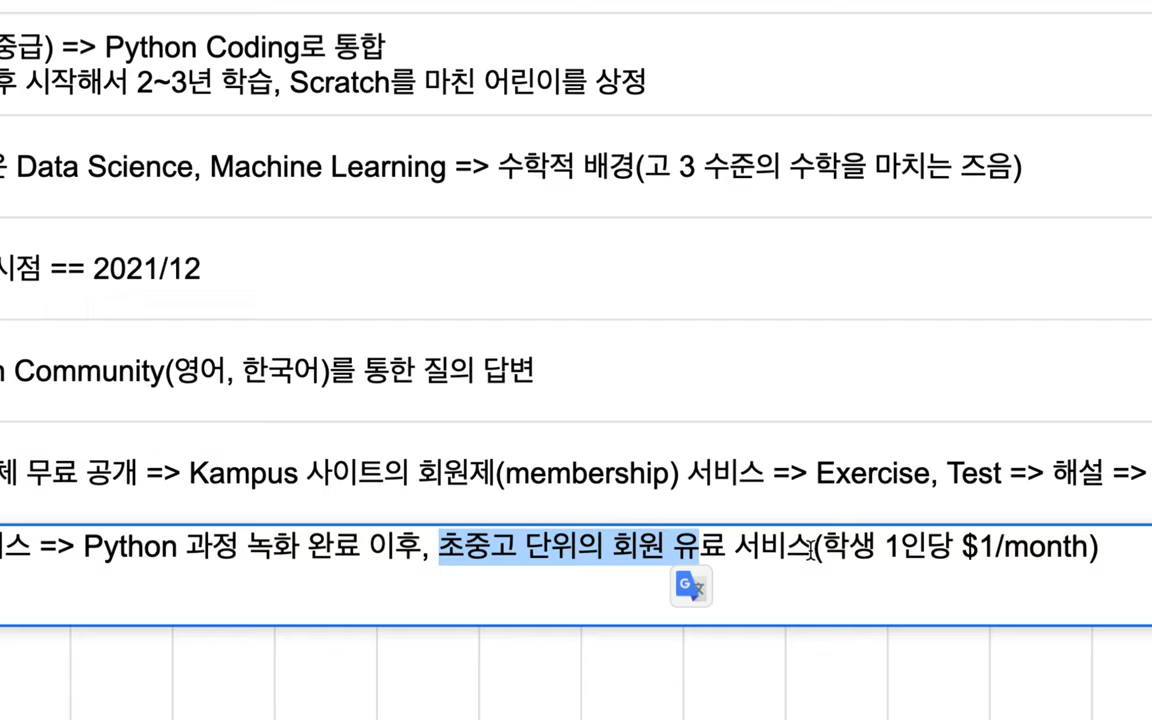 중급) => Python Coding로 통합
후 시작해서 2~3년 학습, Scratch를 마친 어린이를 상정
Data Science, Machine Learning => 수학적 배경(고 3 수준의 수학을 마치는 즈음)
시점 == 2021/12
Community(영어, 한국어)를 통한 질의 답변
체 무료 공개 => Kampus 사이트의 회원제(membership) 서비스 => Exercise, Test => 해설 =>
비스 => Python 과정 녹화 완료 이후, 초중고 단위의 회원 유료 서비스(학생 1인당 $1/month)